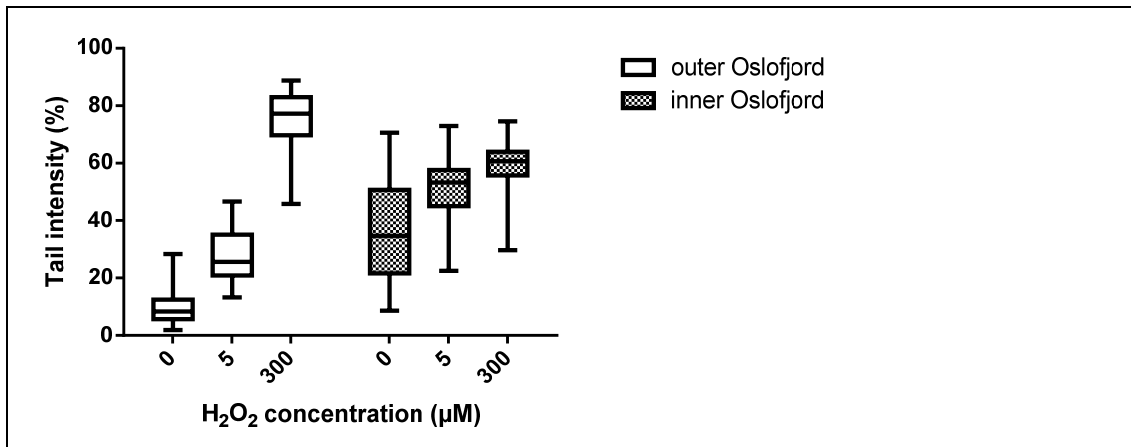 100
80
60
40
20
0
Tail intensity (%)
0 5 300 0 5 300
H₂O₂ concentration (µM)
outer Oslofjord
inner Oslofjord